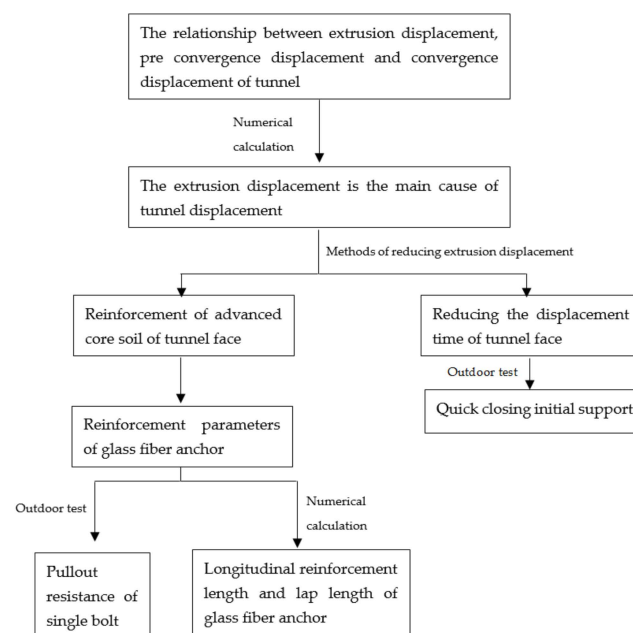 The relationship between extrusion displacement,
pre convergence displacement and convergence
displacement of tunnel
Numerical
calculation
The extrusion displacement is the main cause of
tunnel displacement
Methods of reducing extrusion displacement
Reinforcement of advanced
core soil of tunnel face
Reducing the displacement
time of tunnel face
Outdoor test
Quick closing initial support
Reinforcement parameters
of glass fiber anchor
Outdoor test
Numerical
calculation
Pullout
resistance of
single bolt
Longitudinal reinforcement
length and lap length of
glass fiber anchor